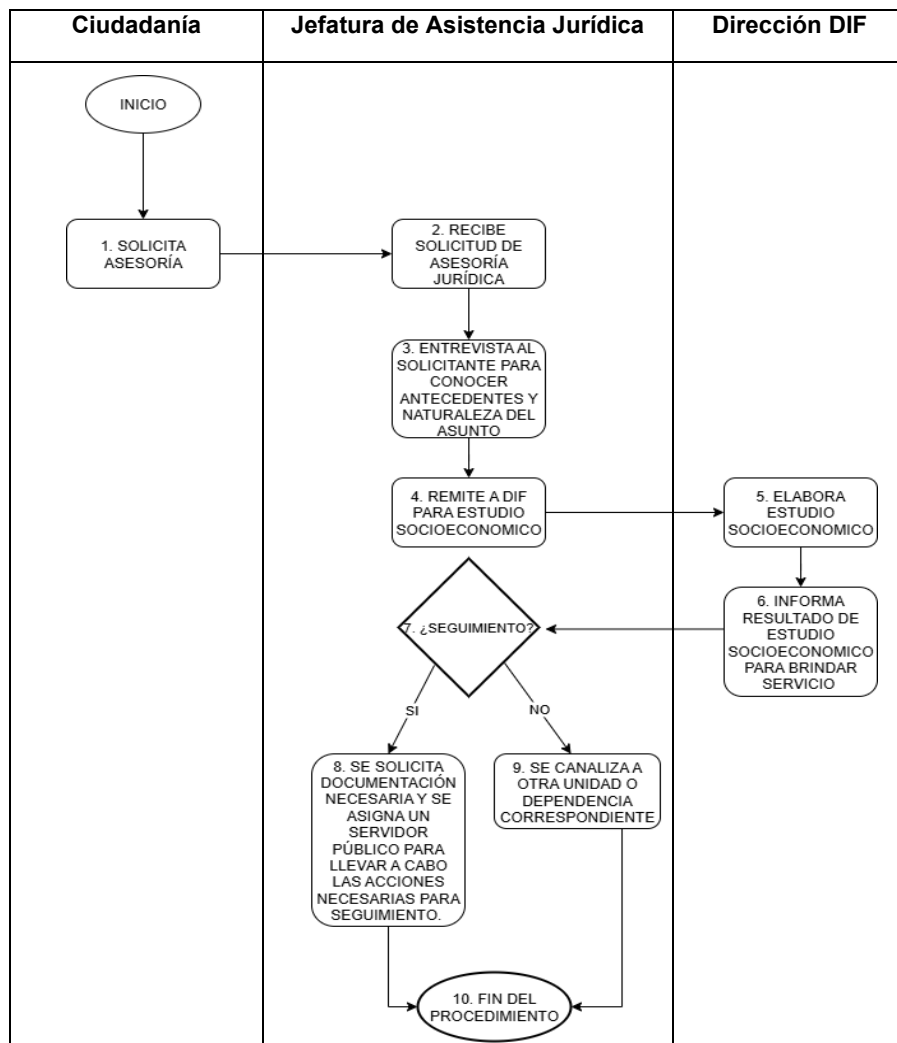 Ciudadanía
Jefatura de Asistencia Jurídica
Dirección DIF
INICIO
1. SOLICITA
ASESORÍA
2. RECIBE
SOLICITUD DE
ASESORÍA
JURÍDICA
3. ENTREVISTA AL
SOLICITANTE PARA
CONOCER
ANTECEDENTES Y
NATURALEZA DEL
ASUNTO
4. REMITE A DIF
PARA ESTUDIO
SOCIOECONOMICO
5. ELABORA
ESTUDIO
SOCIOECONOMICO
6. INFORMA
RESULTADO DE
ESTUDIO
SOCIOECONOMICO
PARA BRINDAR
SERVICIO
7. ¿SEGUIMIENTO?
SI
NO
8. SE SOLICITA
DOCUMENTACIÓN
NECESARIA Y SE
ASIGNA UN
SERVIDOR
PÚBLICO PARA
LLEVAR A CABO
LAS ACCIONES
NECESARIAS PARA
SEGUIMIENTO.
9. SE CANALIZA A
OTRA UNIDAD O
DEPENDENCIA
CORRESPONDIENTE
10. FIN DEL
PROCEDIMIENTO